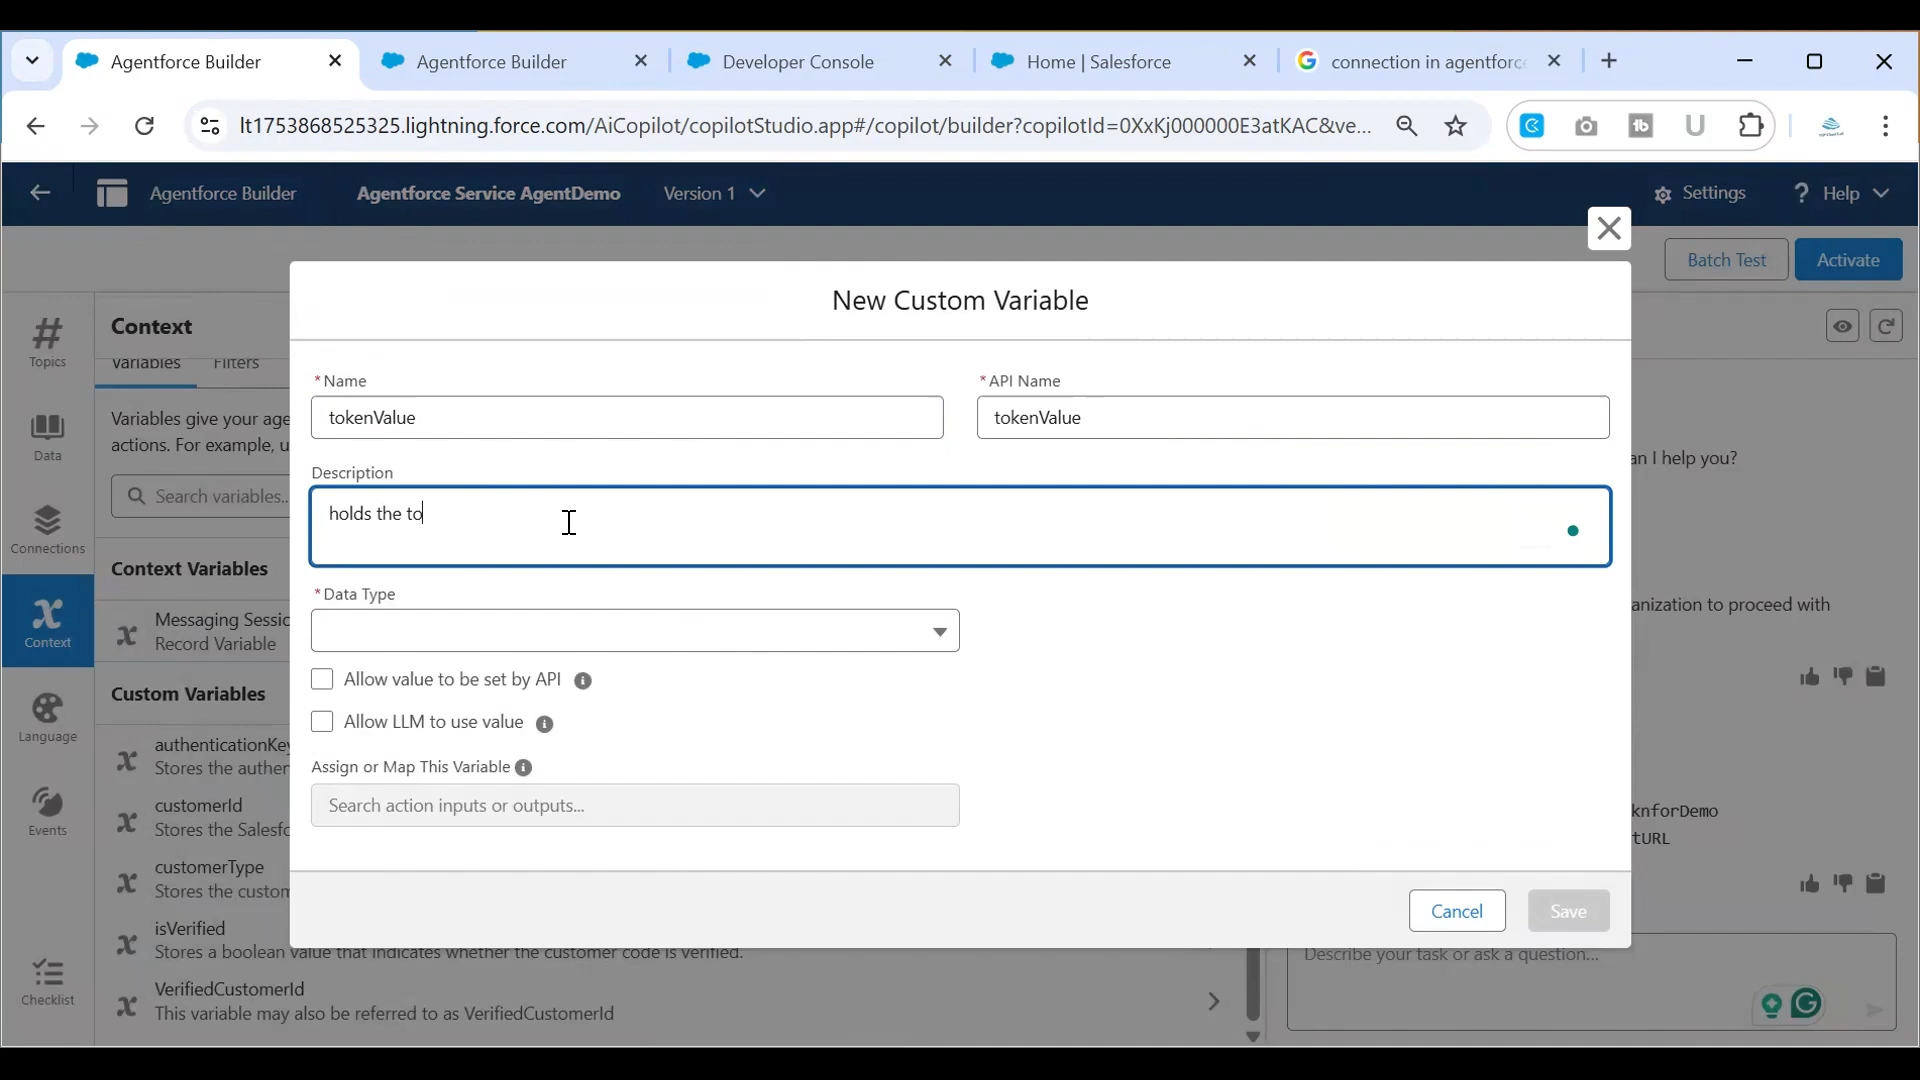 Agentforce Builder
Agentforce Builder
Developer Console
Home | Salesforce
connection in agentforc
lt1753868525325.lightning.force.com/AiCopilot/copilotStudio.app#/copilot/builder?copilotId=0XxKj000000E3atKAC&ve...
Agentforce Builder
Agentforce Service AgentDemo
Version 1
Settings
? Help
Batch Test
Activate
New Custom Variable
Topics
Data
Connections
Context
Language
Events
Checklist
Context
Variables
Filters
Variables give your age
actions. For example, u
Search variables..
Context Variables
Messaging Sessic
Record Variable
Custom Variables
authenticationKey
Stores the auther
customerId
Stores the Salesfo
customerType
Stores the custon
isVerified
Stores a boolean value that indicates whether the customer code is verified.
VerifiedCustomerId
This variable may also be referred to as VerifiedCustomerId
* Name
tokenValue
* API Name
tokenValue
Description
holds the to
* Data Type
Allow value to be set by API
Allow LLM to use value
Assign or Map This Variable
Search action inputs or outputs...
Cancel
Save
an I help you?
anization to proceed with
knforDemo
tURL
Describe your task or ask a question...